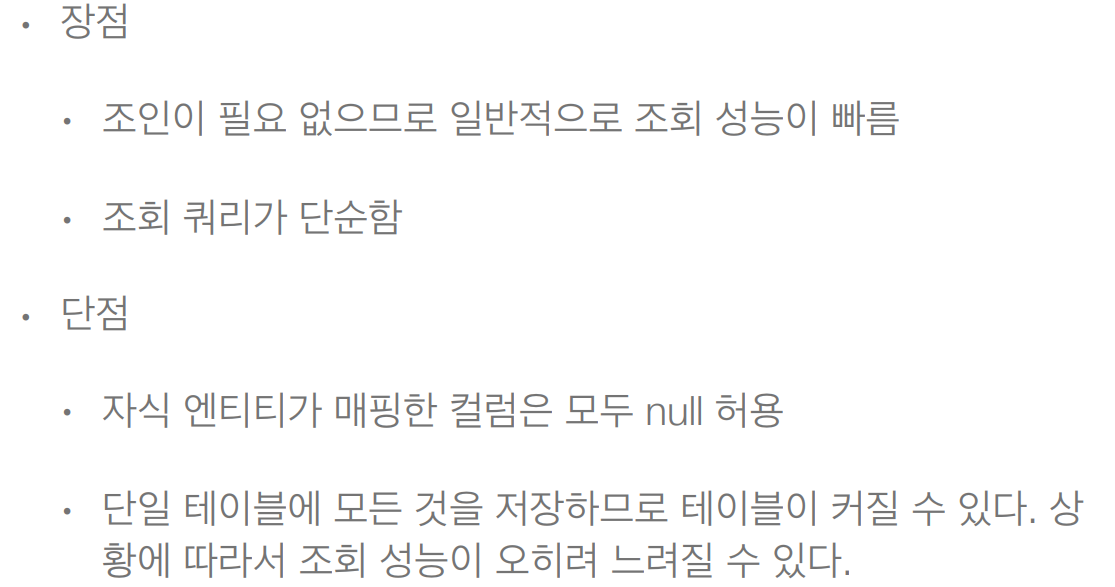 • 장점
• 조인이 필요 없으므로 일반적으로 조회 성능이 빠름
• 조회 쿼리가 단순함
• 단점
• 자식 엔티티가 매핑한 컬럼은 모두 null 허용
• 단일 테이블에 모든 것을 저장하므로 테이블이 커질 수 있다. 상
황에 따라서 조회 성능이 오히려 느려질 수 있다.